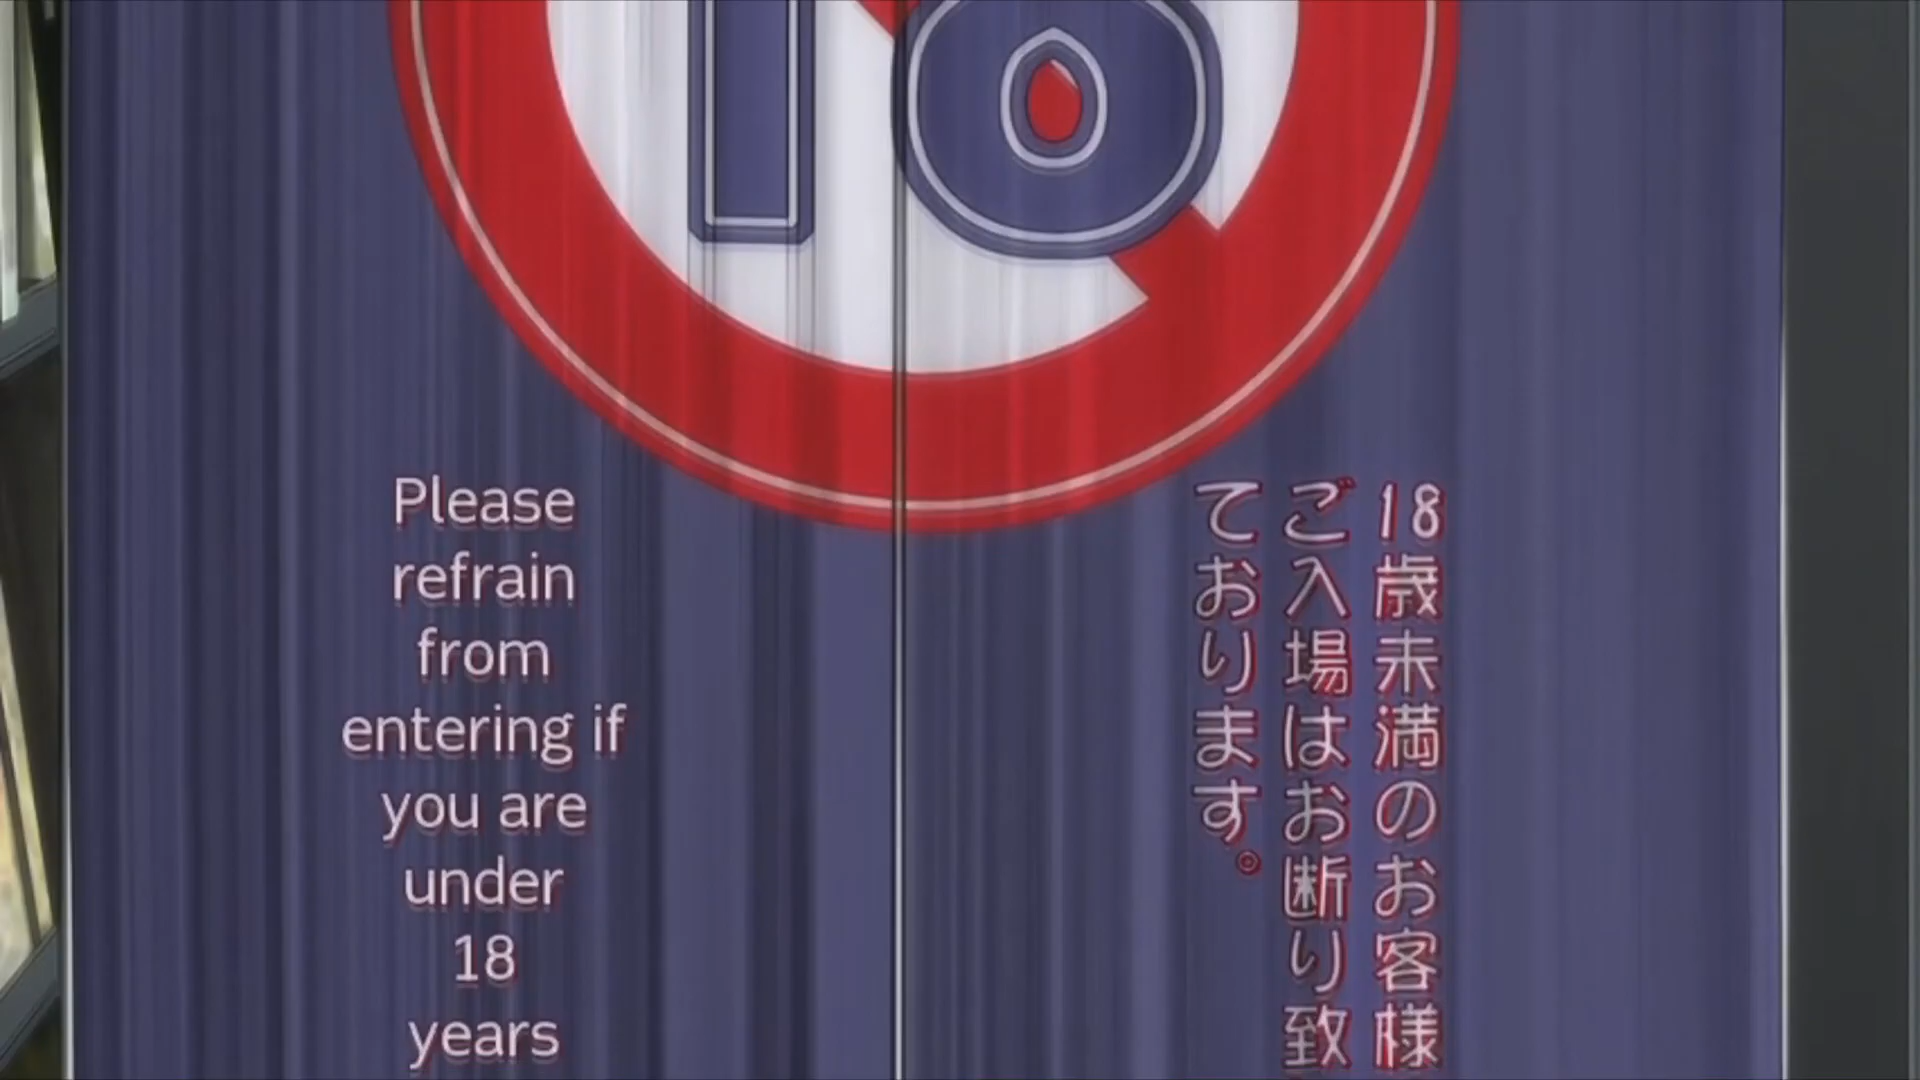 18
Please
refrain
from
entering if
you are
under
18
years
18歳未満のお客様
ご入場はお断り致
ております。